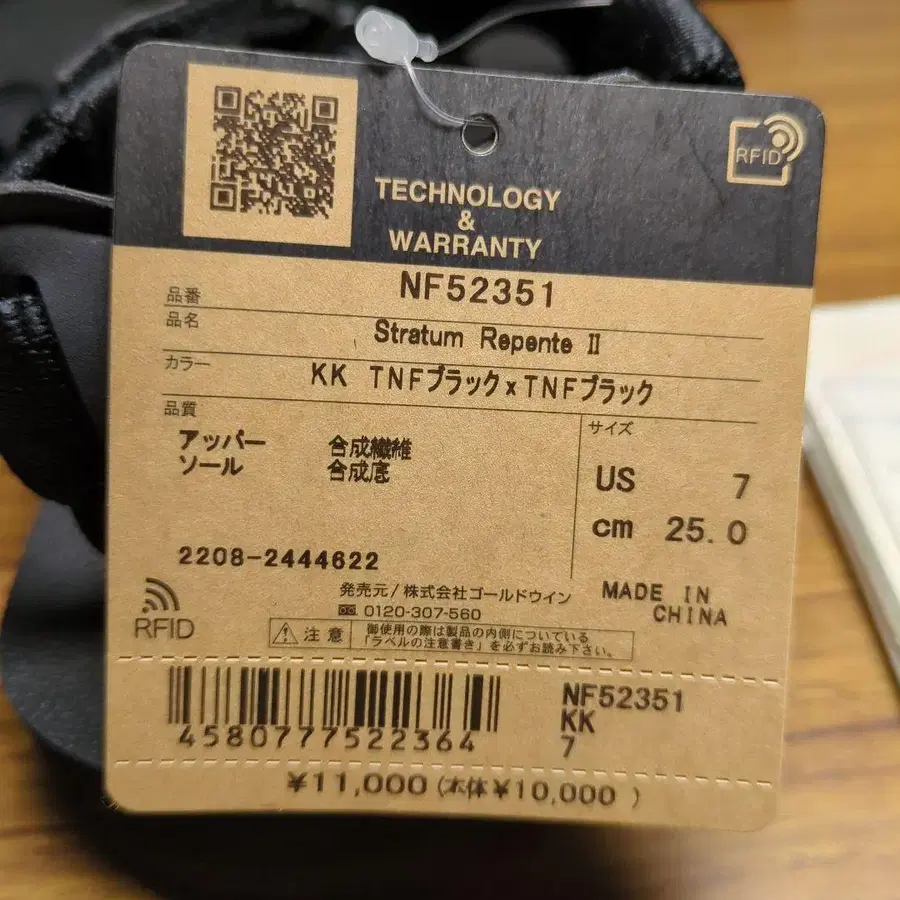 RFID
TECHNOLOGY
&
WARRANTY
品番 NF52351
品名 Stratum Repente II
カラー KK TNFブラック×TNFブラック
品質
アッパー 合成繊維
ソール 合成底
サイズ
US 7
cm 25.0
2208-2444622
MADE IN
CHINA
RFID
発売元/株式会社ゴールドウイン
0120-307-560
注意 御使用の際は製品の内側についている
「ラベルの注意書き」を必ずお読み下さい。
4580777522364
NF52351
KK
7
¥11,000(本体¥10,000 )